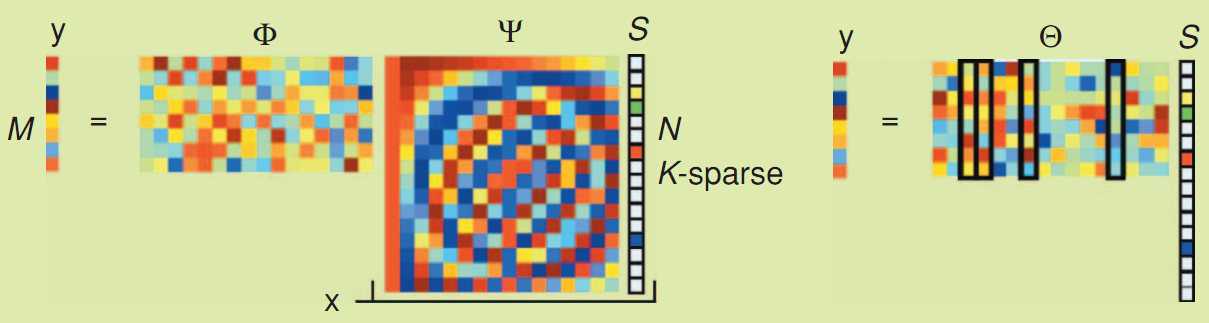 y Φ Ψ S
M = N
K-sparse
x
y Θ S
=